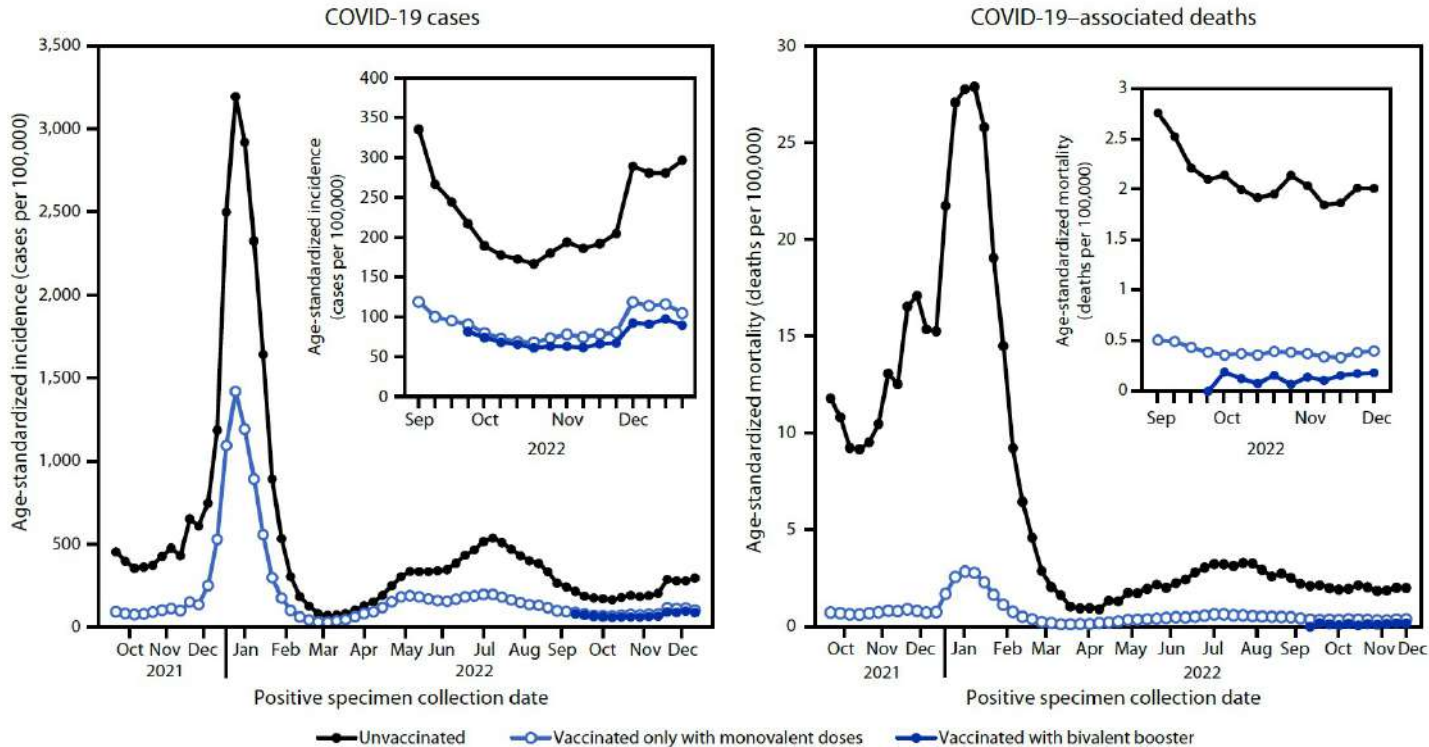 COVID-19 cases
Age-standardized incidence (cases per 100,000)
3,500
3,000
2,500
2,000
1,500
1,000
500
0
Oct Nov Dec Jan Feb Mar Apr May Jun July Aug Sep Oct Nov Dec
2021 2022
Positive specimen collection date
Age-standardized incidence
(cases per 100,000)
400
350
300
250
200
150
100
50
0
Sep Oct Nov Dec
2022
COVID-19–associated deaths
Age-standardized mortality (deaths per 100,000)
30
25
20
15
10
5
0
Oct Nov Dec Jan Feb Mar Apr May Jun July Aug Sep Oct Nov Dec
2021 2022
Positive specimen collection date
Age-standardized mortality
(deaths per 100,000)
3
2.5
2
1.5
1
0.5
0
Sep Oct Nov Dec
2022
Unvaccinated Vaccinated only with monovalent doses Vaccinated with bivalent booster